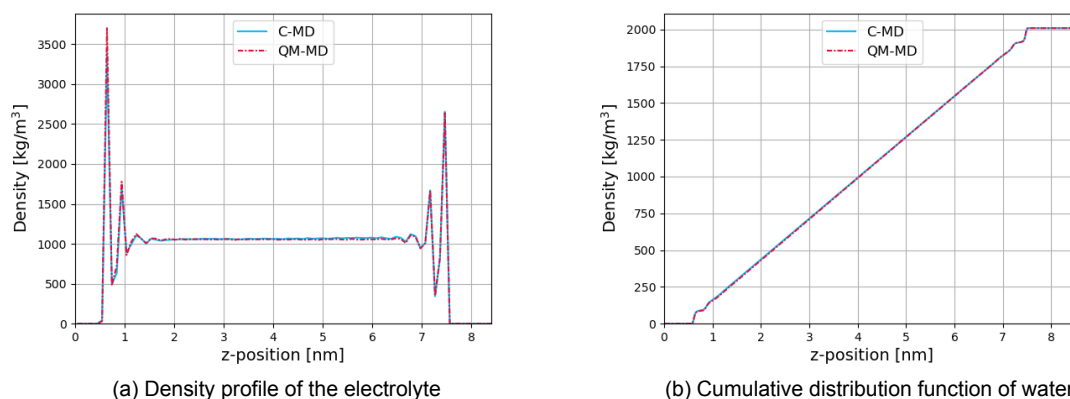 3500
3000
2500
2000
1500
1000
500
0
Density [kg/m³]
C-MD
QM-MD
0 1 2 3 4 5 6 7 8
z-position [nm]
(a) Density profile of the electrolyte
2000
1750
1500
1250
1000
750
500
250
0
Density [kg/m³]
C-MD
QM-MD
0 1 2 3 4 5 6 7 8
z-position [nm]
(b) Cumulative distribution function of water